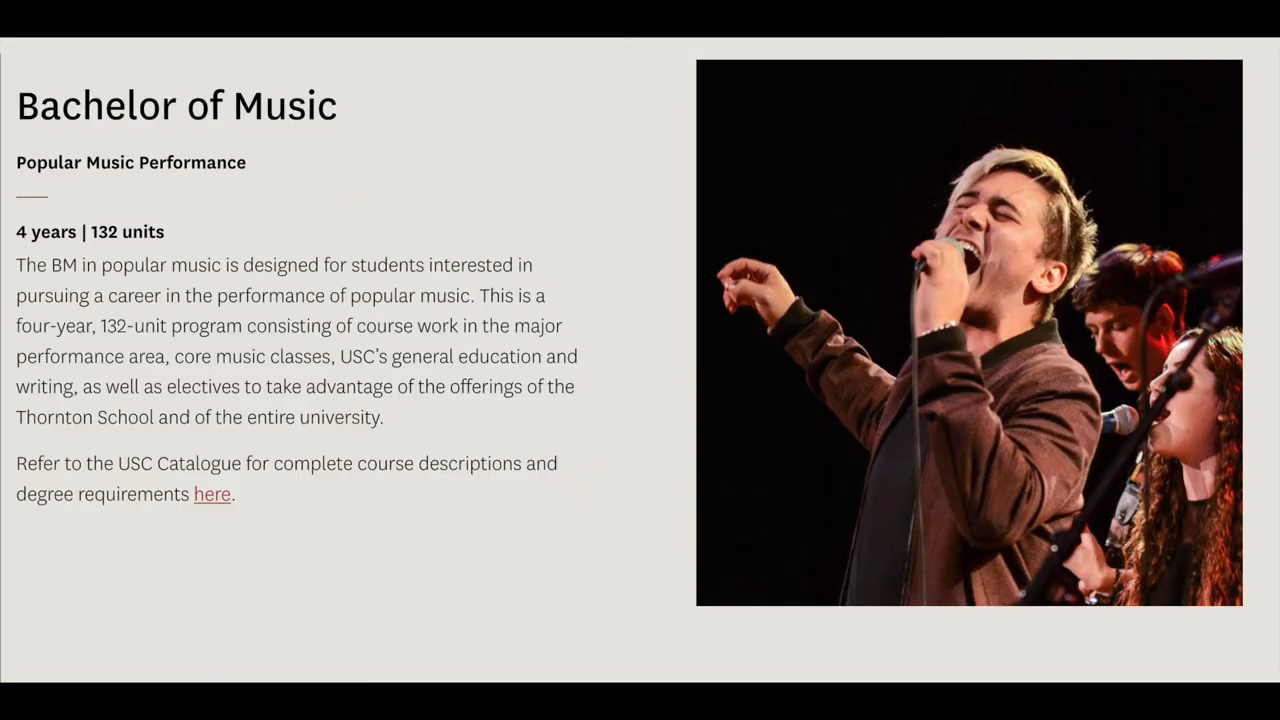 Bachelor of Music
Popular Music Performance
4 years | 132 units
The BM in popular music is designed for students interested in
pursuing a career in the performance of popular music. This is a
four-year, 132-unit program consisting of course work in the major
performance area, core music classes, USC’s general education and
writing, as well as electives to take advantage of the offerings of the
Thornton School and of the entire university.
Refer to the USC Catalogue for complete course descriptions and
degree requirements here.